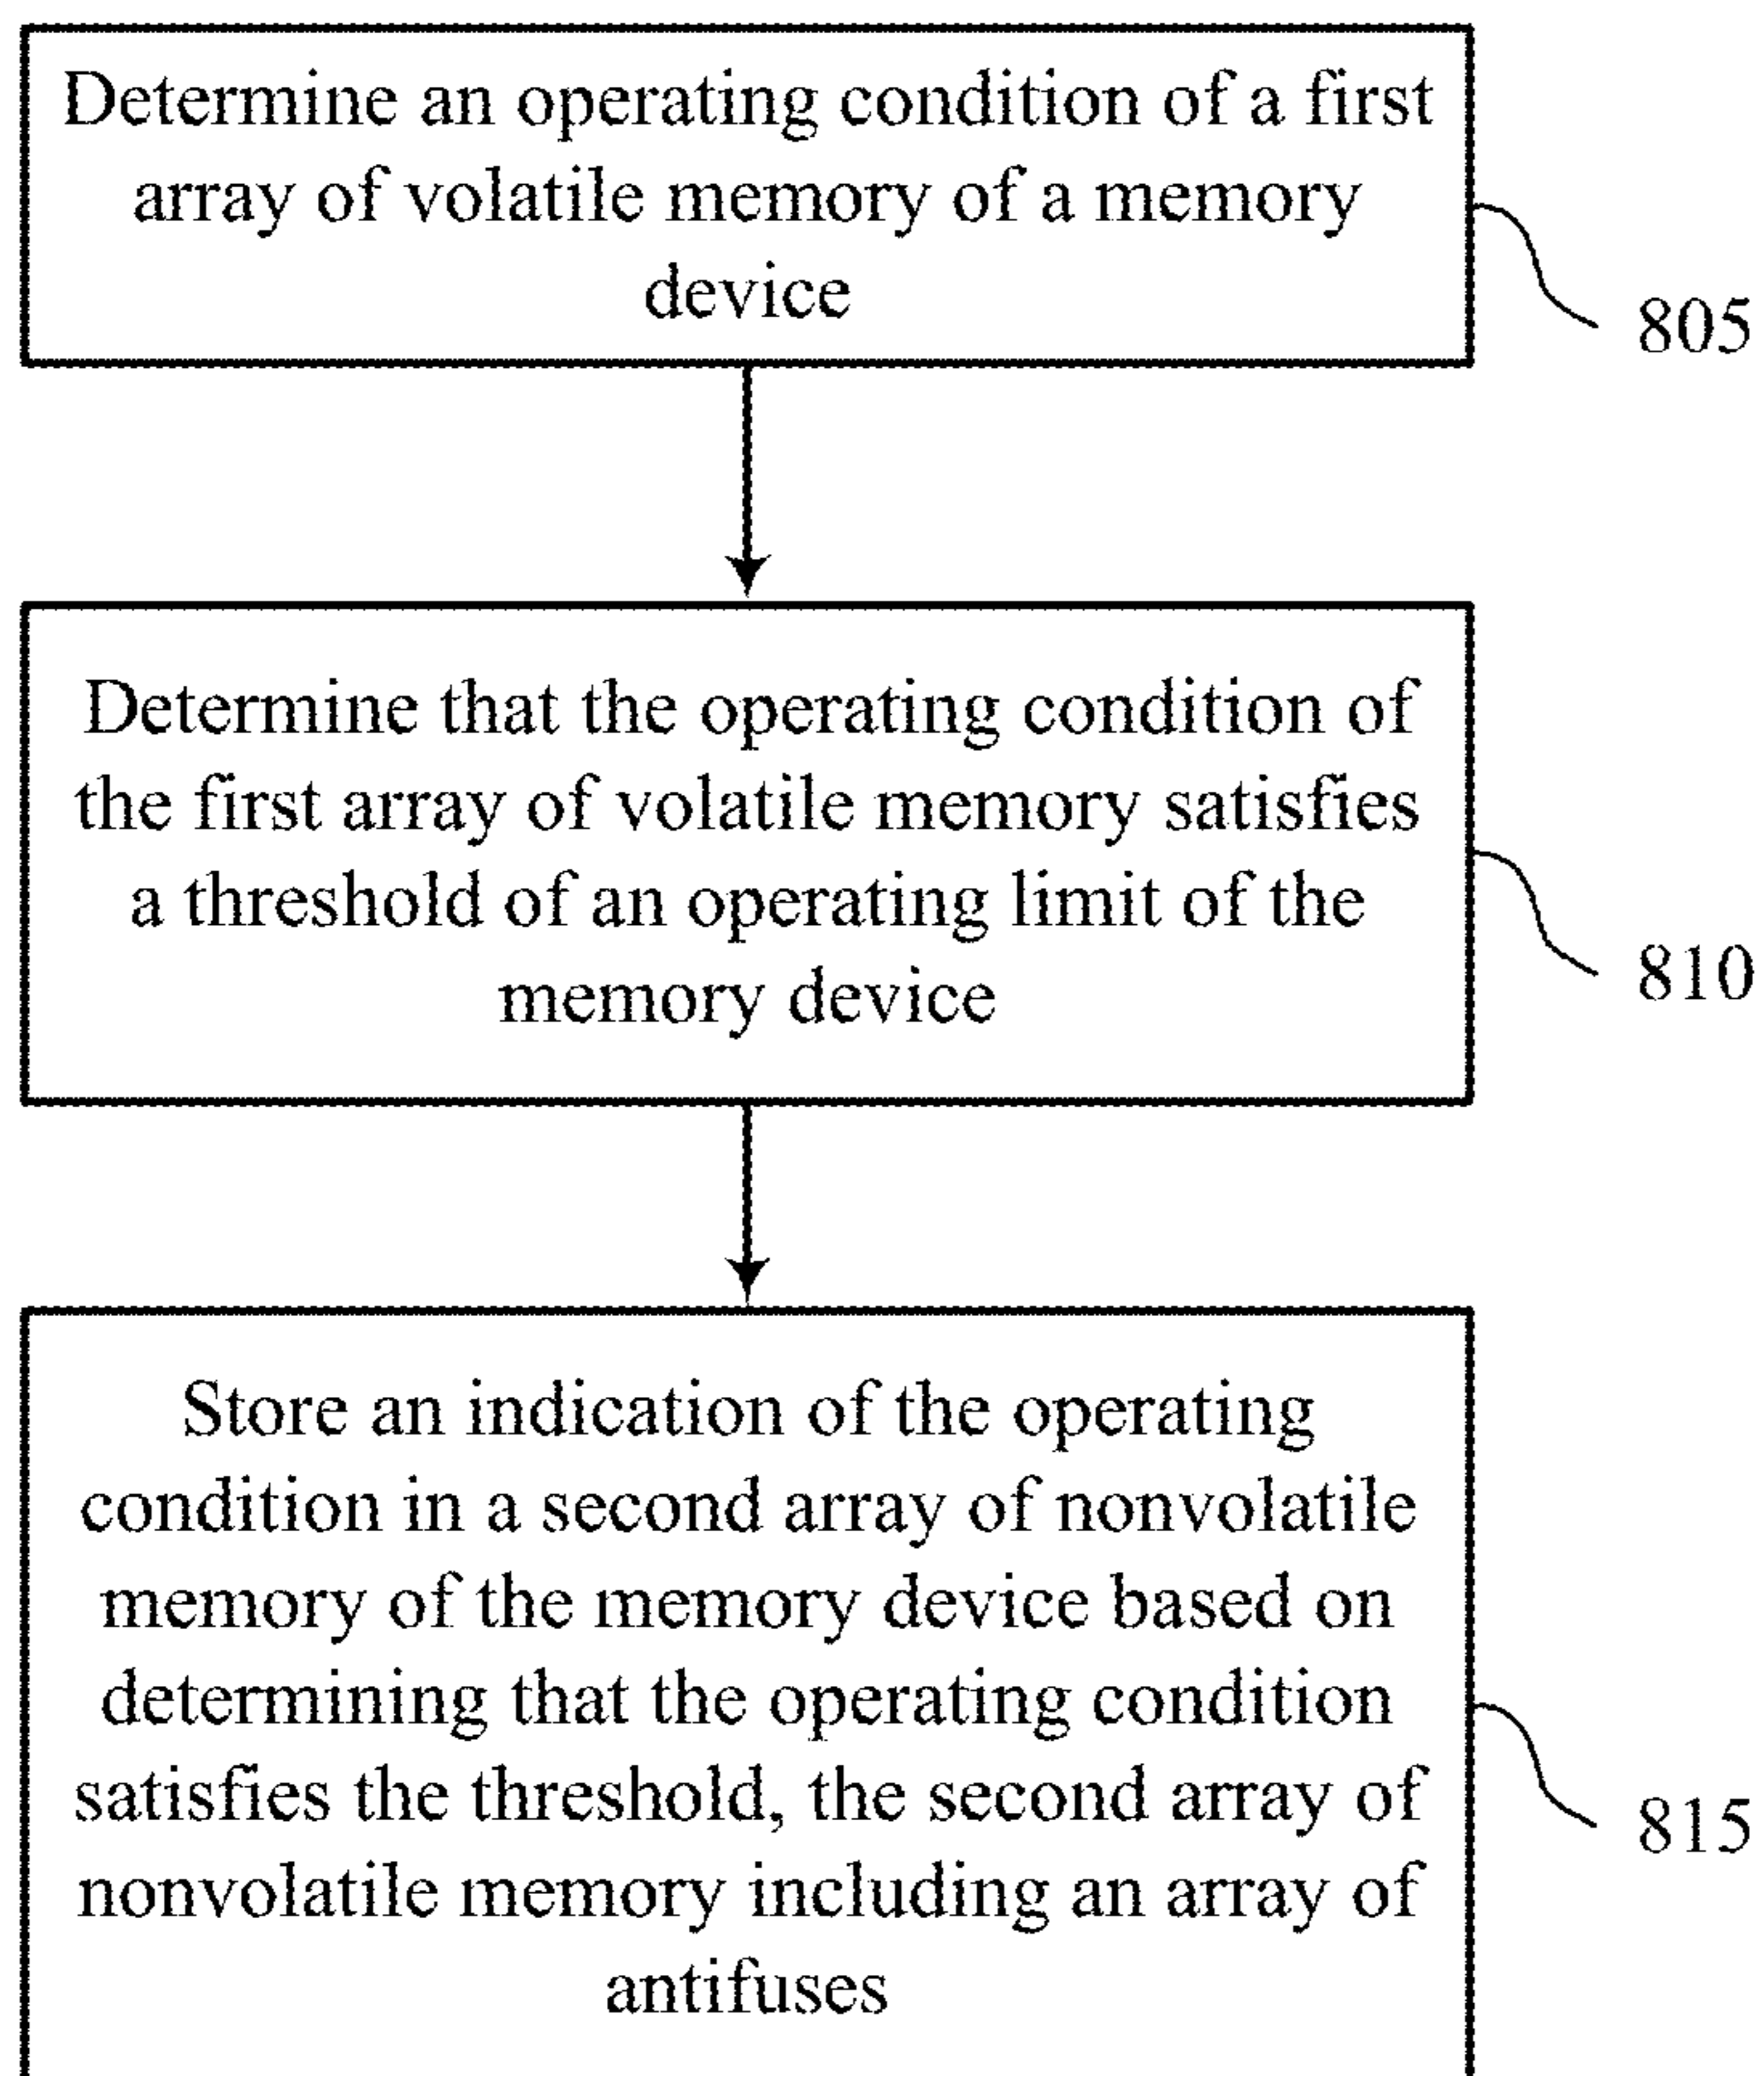 Determine an operating condition of a first
array of volatile memory of a memory
device
805
Determine that the operating condition of
the first array of volatile memory satisfies
a threshold of an operating limit of the
memory device
810
Store an indication of the operating
condition in a second array of nonvolatile
memory of the memory device based on
determining that the operating condition
satisfies the threshold, the second array of
nonvolatile memory including an array of
antifuses
815